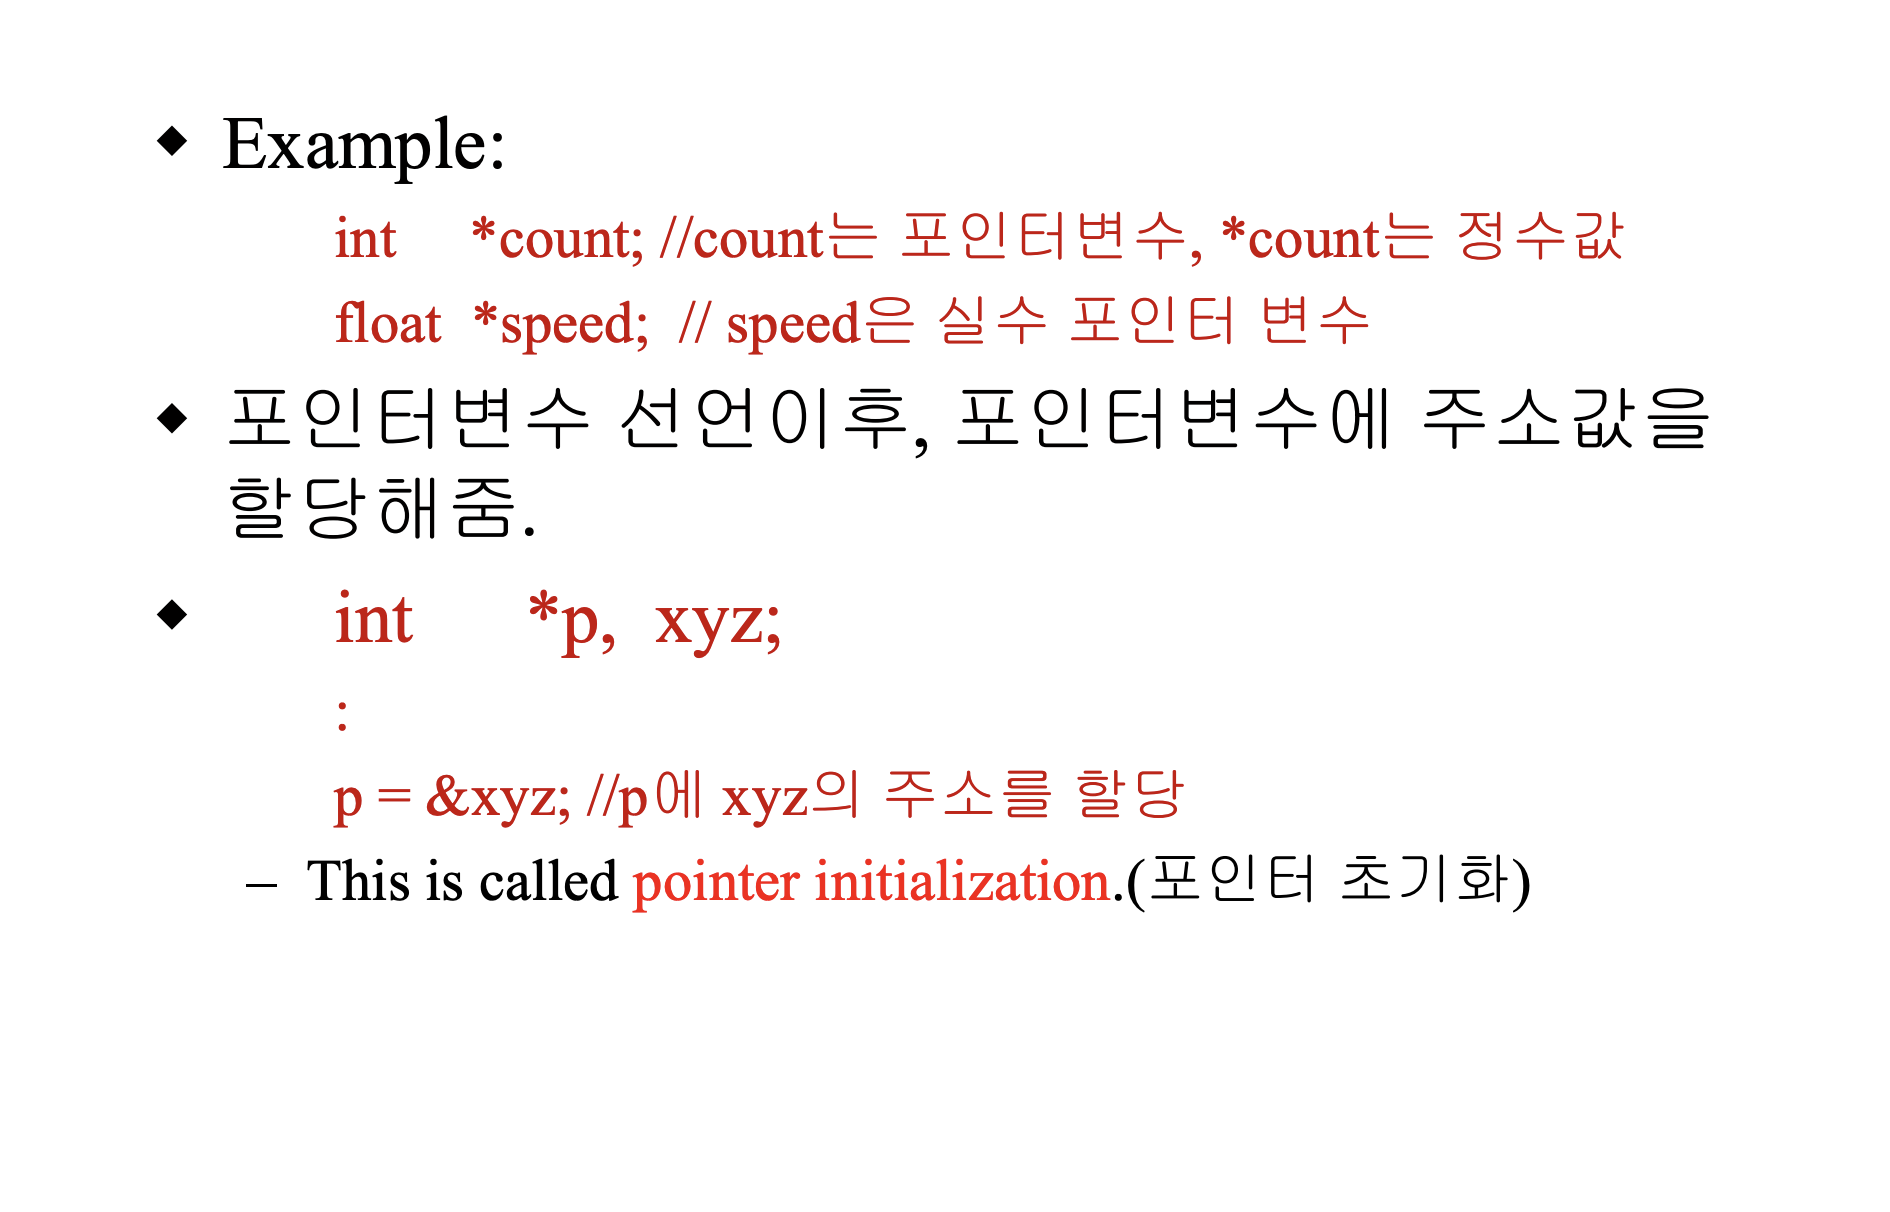 ◆ Example:
int *count; //count는 포인터변수, *count는 정수값
float *speed; // speed은 실수 포인터 변수
◆ 포인터변수 선언이후, 포인터변수에 주소값을
할당해줌.
◆ int *p, xyz;
:
p = &xyz; //p에 xyz의 주소를 할당
– This is called pointer initialization.(포인터 초기화)